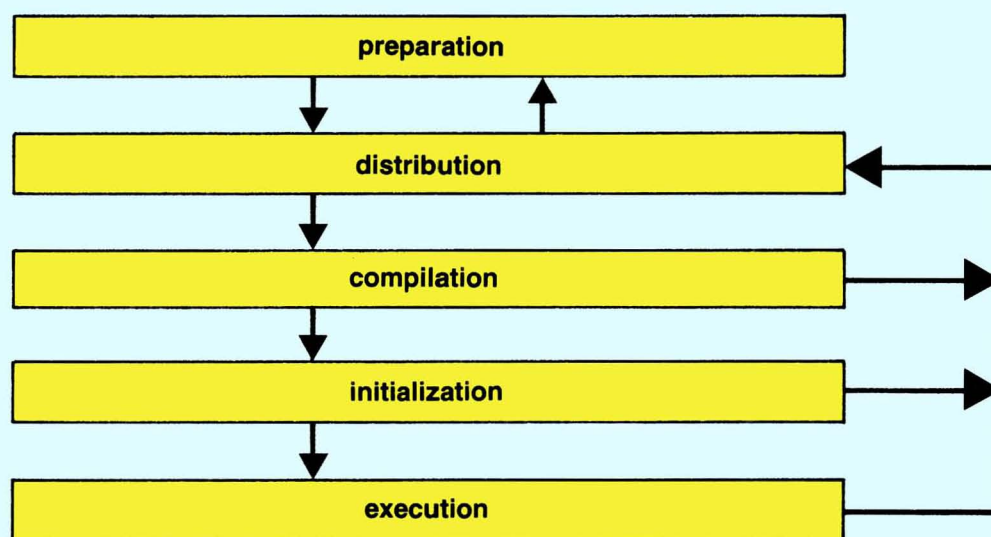 preparation
distribution
compilation
initialization
execution